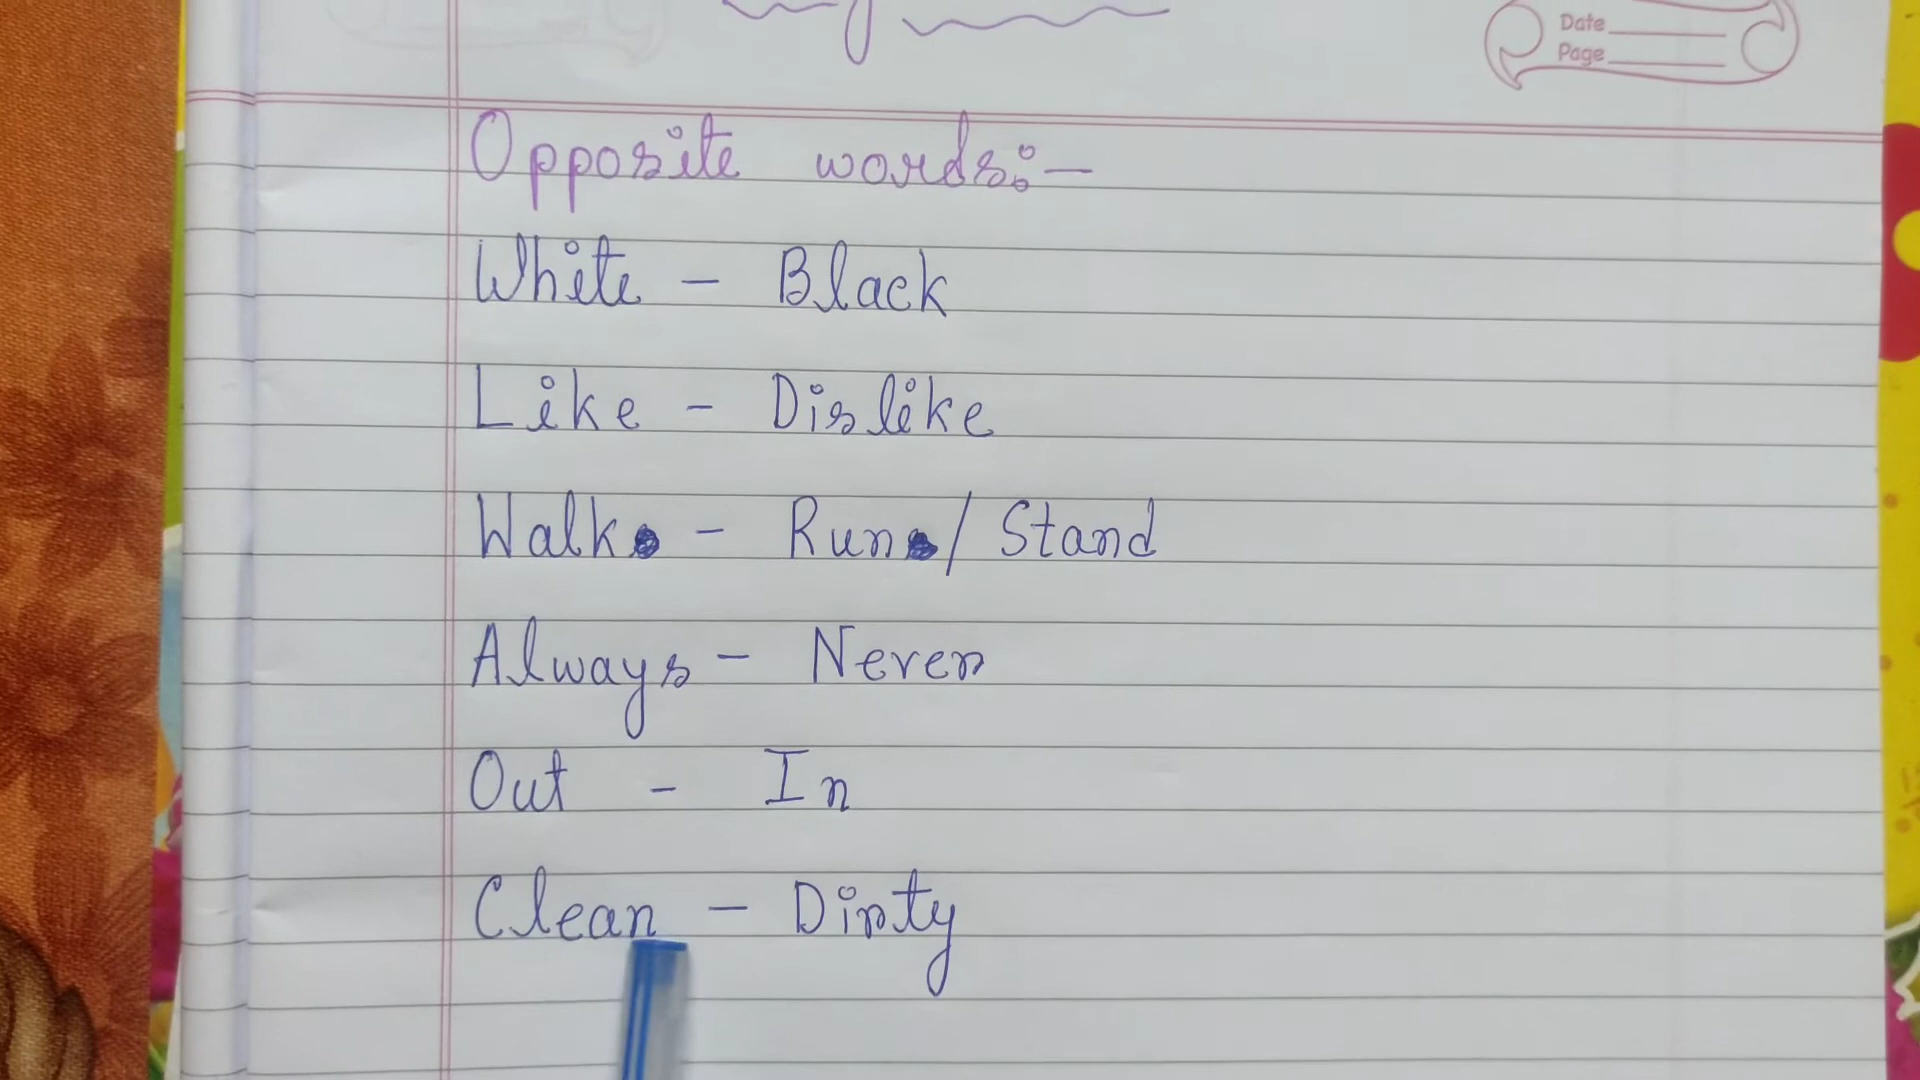 Date
Page
Opposite words:-
White - Black
Like - Dislike
Walk - Run / Stand
Always - Never
Out - In
Clean - Dirty